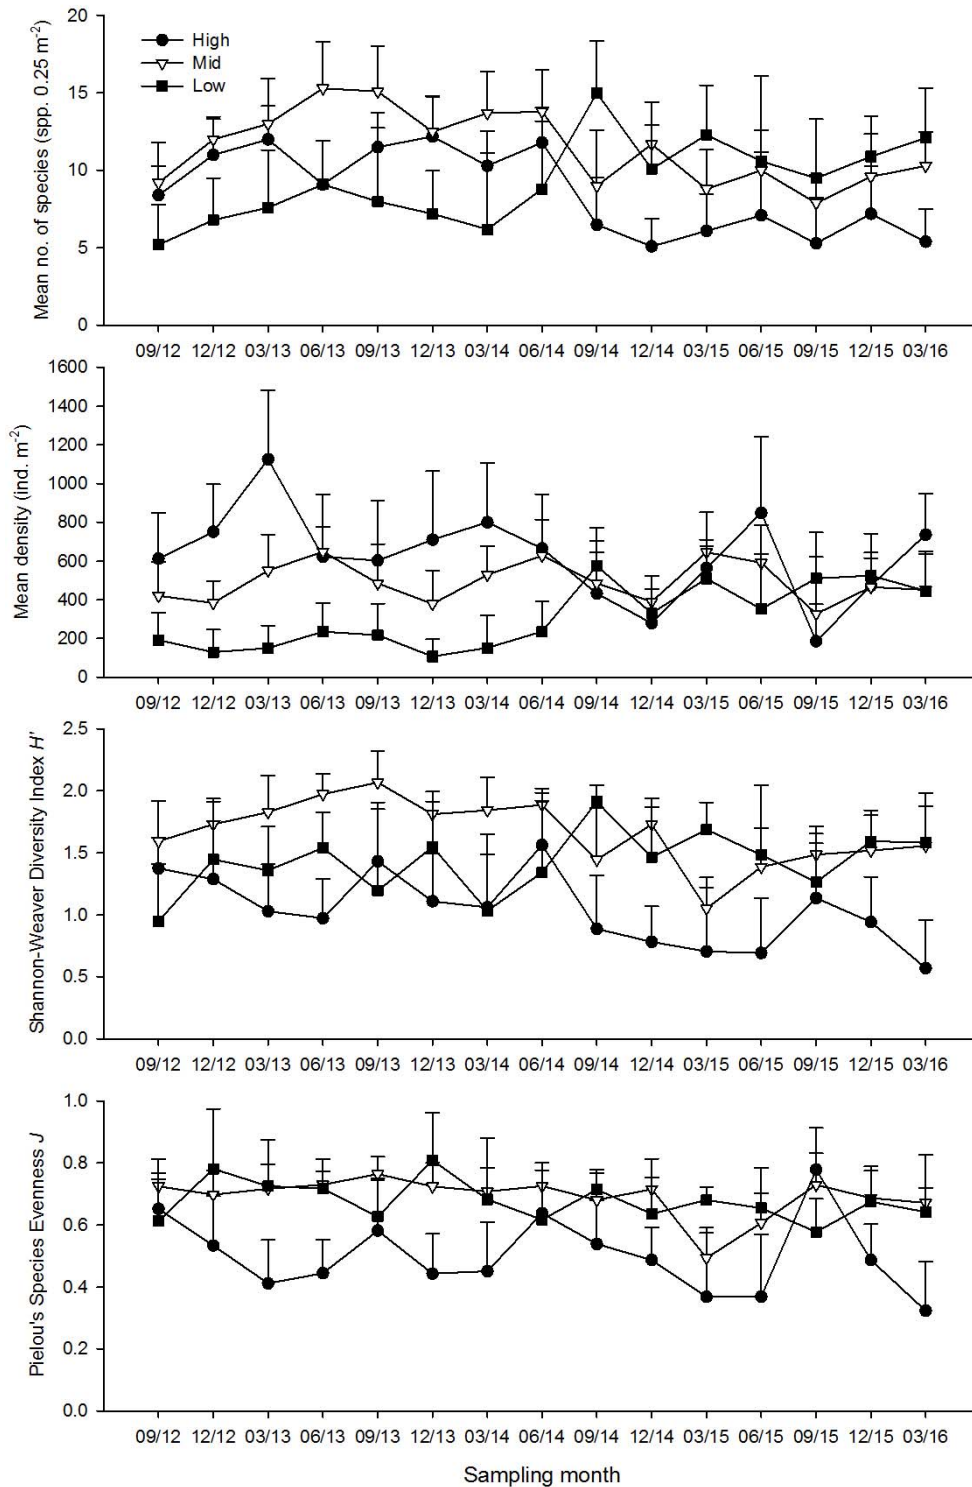 Mean no. of species (spp. 0.25 m-2)
20
15
10
5
0
High
Mid
Low
09/12 12/12 03/13 06/13 09/13 12/13 03/14 06/14 09/14 12/14 03/15 06/15 09/15 12/15 03/16
Mean density (ind. m-2)
1600
1400
1200
1000
800
600
400
200
0
09/12 12/12 03/13 06/13 09/13 12/13 03/14 06/14 09/14 12/14 03/15 06/15 09/15 12/15 03/16
Shannon-Weaver Diversity Index H'
2.5
2.0
1.5
1.0
0.5
0.0
09/12 12/12 03/13 06/13 09/13 12/13 03/14 06/14 09/14 12/14 03/15 06/15 09/15 12/15 03/16
Pielou's Species Evenness J
1.0
0.8
0.6
0.4
0.2
0.0
09/12 12/12 03/13 06/13 09/13 12/13 03/14 06/14 09/14 12/14 03/15 06/15 09/15 12/15 03/16
Sampling month